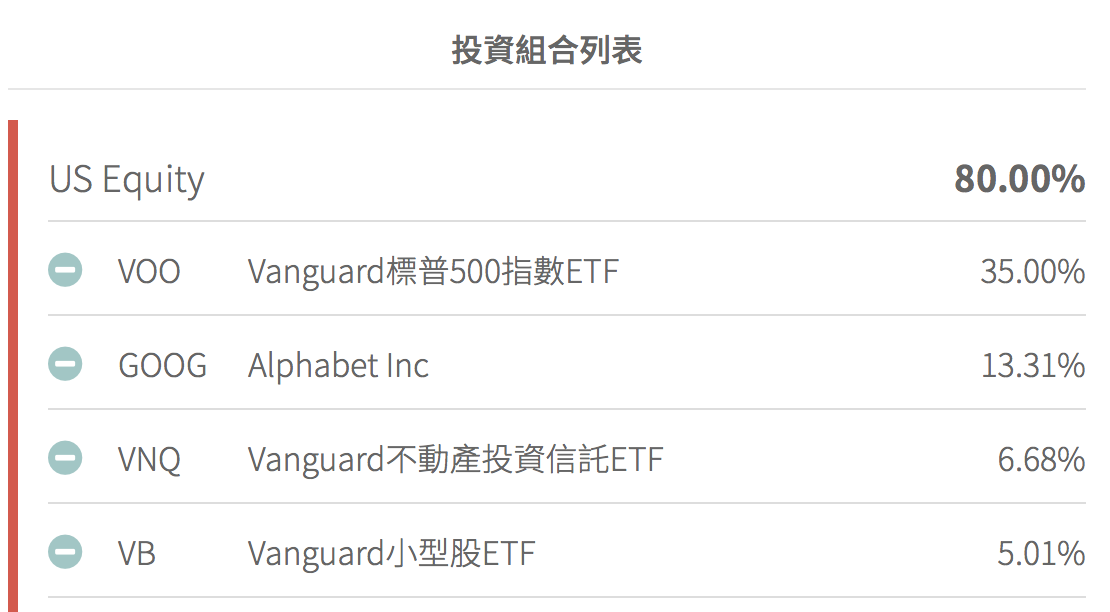 投資組合列表
US Equity 80.00%
VOO Vanguard標普500指數ETF 35.00%
GOOG Alphabet Inc 13.31%
VNQ Vanguard不動產投資信託ETF 6.68%
VB Vanguard小型股ETF 5.01%